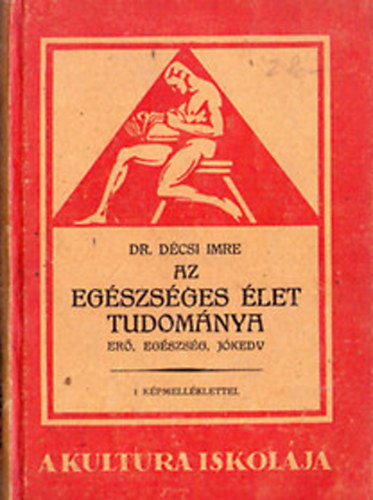 DR. DÉCSI IMRE
AZ
EGÉSZSÉGES ÉLET
TUDOMÁNYA
ERŐ, EGÉSZSÉG, JÓKEDV
1 KÉPMELLÉKLETTEL
A KULTURA ISKOLÁJA